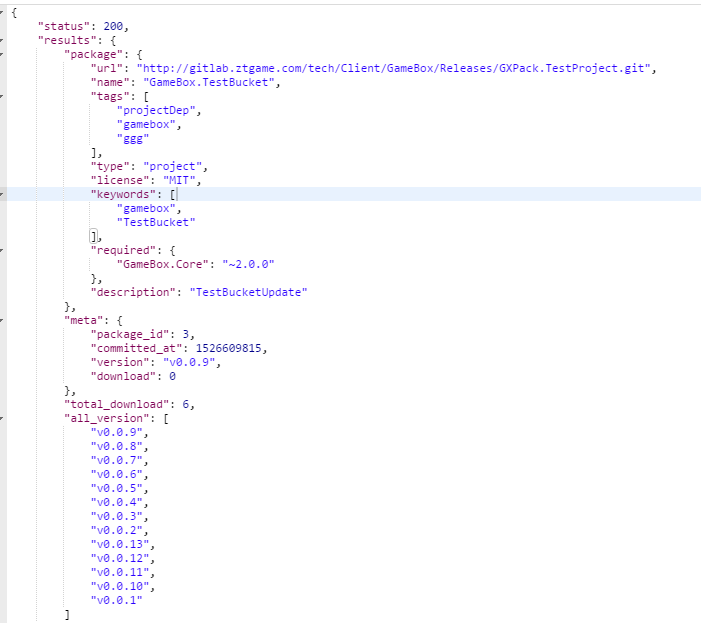 {
"status": 200,
"results": {
"package": {
"url": "http://gitlab.ztgame.com/tech/Client/GameBox/Releases/GXPack.TestProject.git",
"name": "GameBox.TestBucket",
"tags": [
"projectDep",
"gamebox",
"ggg"
],
"type": "project",
"license": "MIT",
"keywords": [
"gamebox",
"TestBucket"
],
"required": {
"GameBox.Core": "~2.0.0"
},
"description": "TestBucketUpdate"
},
"meta": {
"package_id": 3,
"committed_at": 1526609815,
"version": "v0.0.9",
"download": 0
},
"total_download": 6,
"all_version": [
"v0.0.9",
"v0.0.8",
"v0.0.7",
"v0.0.6",
"v0.0.5",
"v0.0.4",
"v0.0.3",
"v0.0.2",
"v0.0.13",
"v0.0.12",
"v0.0.11",
"v0.0.10",
"v0.0.1"
]